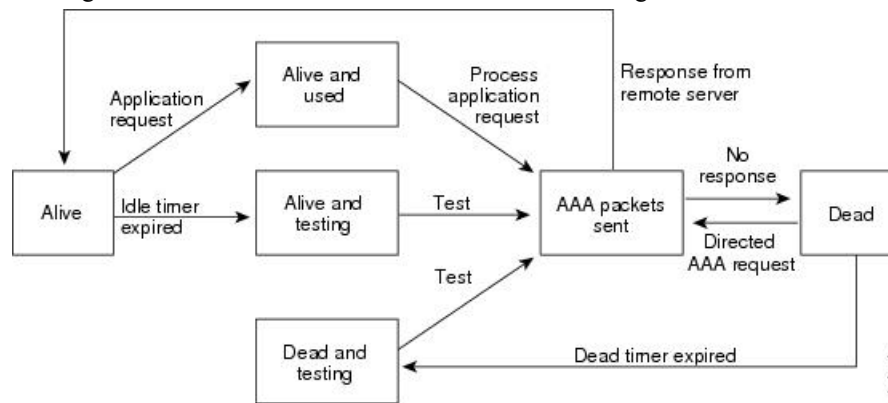 Alive and
used
Process
application
request
Response from
remote server
Application
request
Alive
Idle timer
expired
Alive and
testing
Test
AAA packets
sent
No
response
Dead
Directed
AAA request
Test
Dead and
testing
Dead timer expired